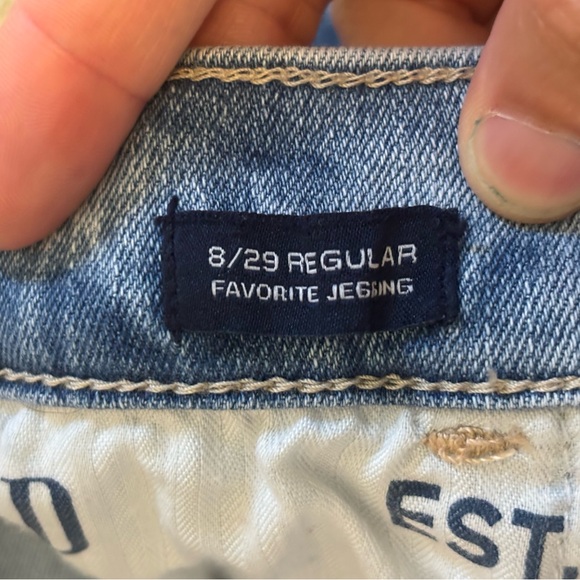 8/29 REGULAR
FAVORITE JEGGING
D EST.